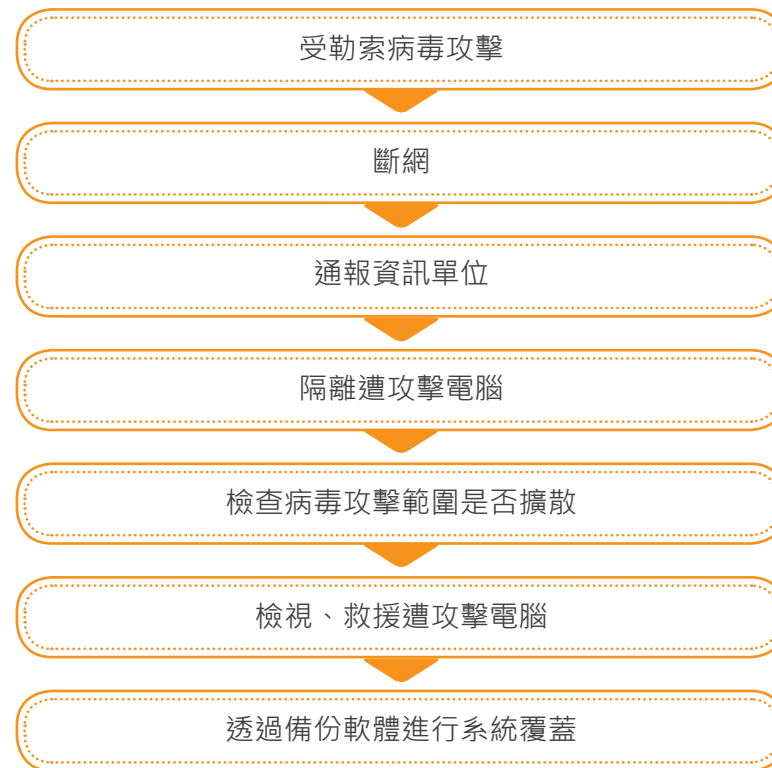 受勒索病毒攻擊
斷網
通報資訊單位
隔離遭攻擊電腦
檢查病毒攻擊範圍是否擴散
檢視、救援遭攻擊電腦
透過備份軟體進行系統覆蓋